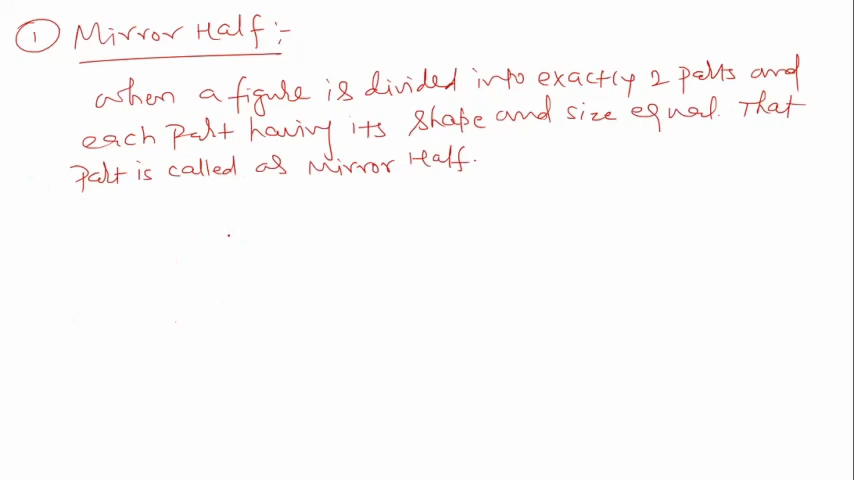 ① Mirror Half :-
when a figure is divided into exactly 2 parts and
each part having its shape and size equal. That
part is called as Mirror Half.